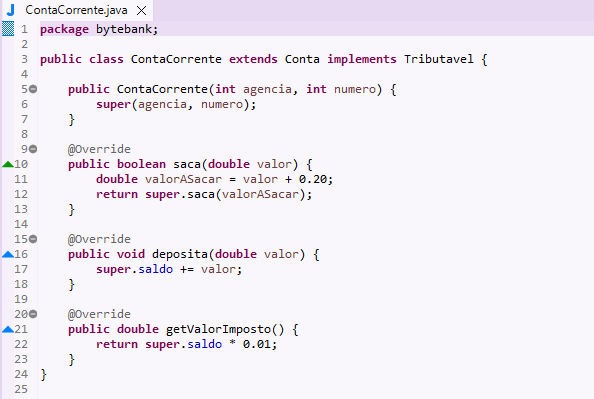 ContaCorrente.java
1 package bytebank;
2
3 public class ContaCorrente extends Conta implements Tributavel {
4
5     public ContaCorrente(int agencia, int numero) {
6         super(agencia, numero);
7     }
8
9     @Override
10     public boolean saca(double valor) {
11         double valorASacar = valor + 0.20;
12         return super.saca(valorASacar);
13     }
14
15     @Override
16     public void deposita(double valor) {
17         super.saldo += valor;
18     }
19
20     @Override
21     public double getValorImposto() {
22         return super.saldo * 0.01;
23     }
24 }
25